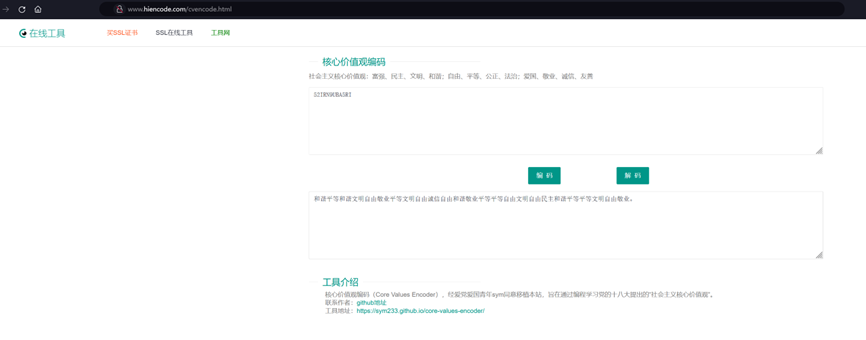 www.hiencode.com/cvencode.html
在线工具 买SSL证书 SSL在线工具 工具网
核心价值观编码
社会主义核心价值观：富强、民主、文明、和谐；自由、平等、公正、法治；爱国、敬业、诚信、友善
52IRN9UBA5RI
编 码 解 码
和谐平等和谐文明自由敬业平等文明自由诚信自由和谐敬业平等平等自由文明自由民主和谐平等平等文明自由敬业。
工具介绍
核心价值观编码（Core Values Encoder），经爱党爱国青年sym同意移植本站，旨在通过编程学习党的十八大提出的“社会主义核心价值观”。
联系作者：github地址
工具地址：https://sym233.github.io/core-values-encoder/